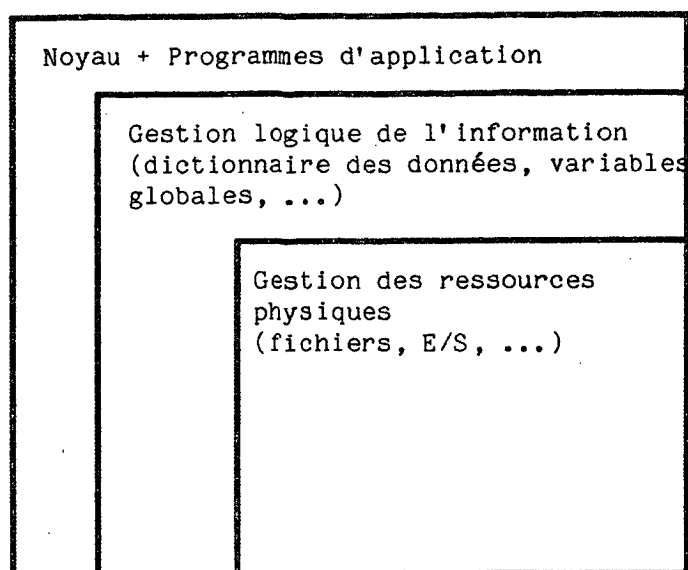 Noyau + Programmes d'application
Gestion logique de l'information
(dictionnaire des données, variables
globales, ...)
Gestion des ressources
physiques
(fichiers, E/S, ...)